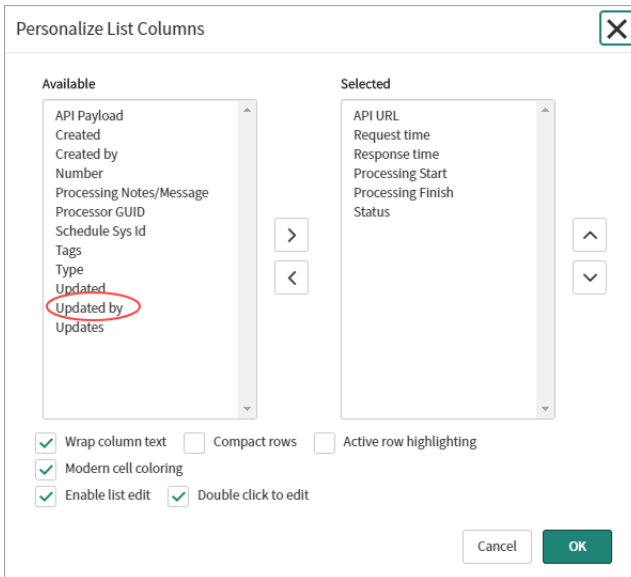 Personalize List Columns
Available
API Payload
Created
Created by
Number
Processing Notes/Message
Processor GUID
Schedule Sys Id
Tags
Type
Updated
Updated by
Updates
Selected
API URL
Request time
Response time
Processing Start
Processing Finish
Status
Wrap column text Compact rows Active row highlighting
Modern cell coloring
Enable list edit Double click to edit
Cancel OK